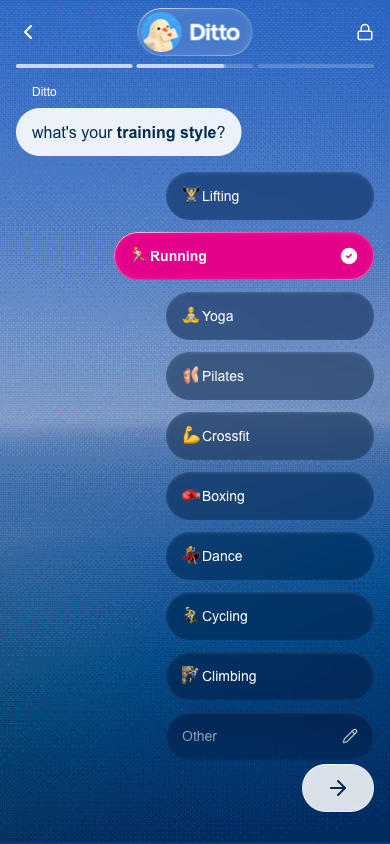 Ditto
Ditto
what's your training style?
Lifting
Running
Yoga
Pilates
Crossfit
Boxing
Dance
Cycling
Climbing
Other